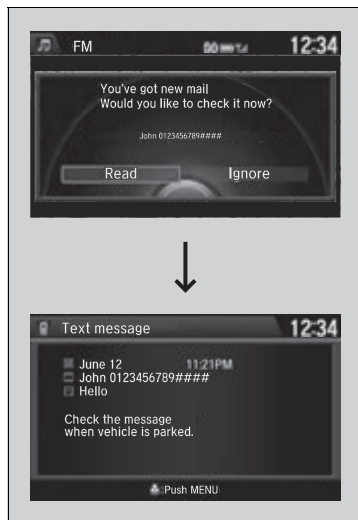 FM 12:34
You've got new mail
Would you like to check it now?
John 0123456789####
Read Ignore
Text message 12:34
June 12 11:21PM
John 0123456789####
Hello
Check the message
when vehicle is parked.
:Push MENU